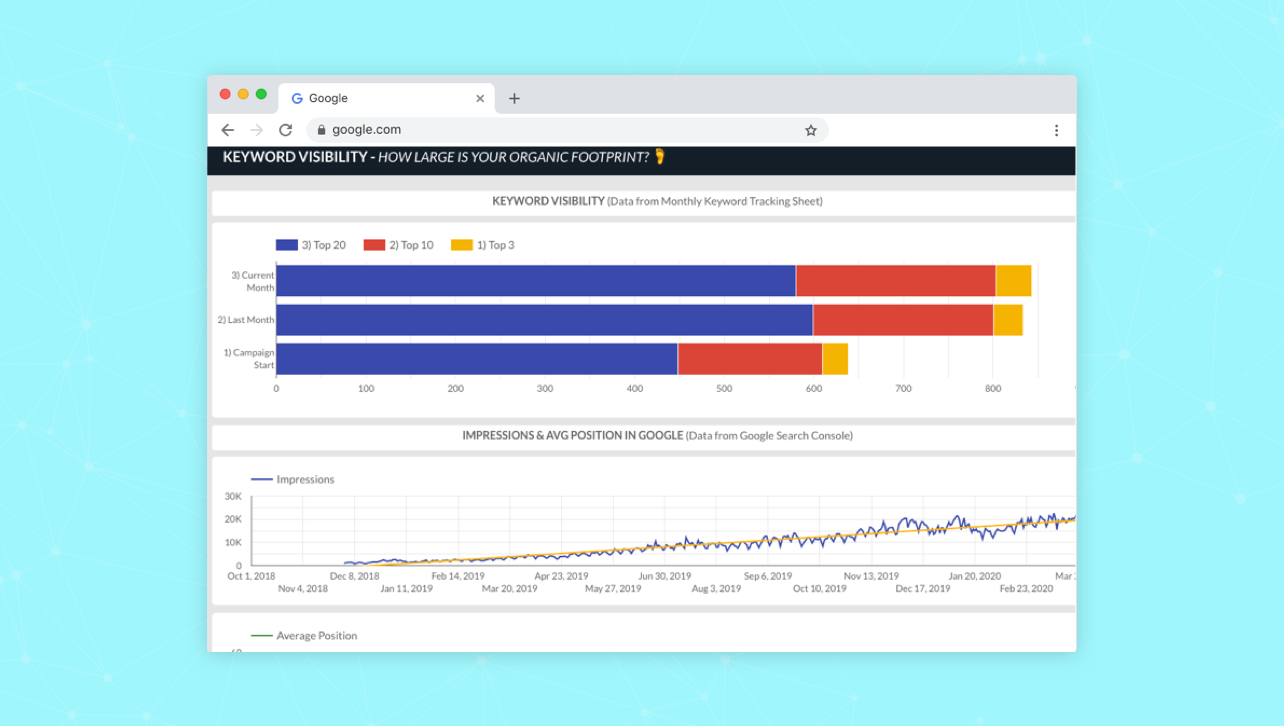 Google
google.com
KEYWORD VISIBILITY - HOW LARGE IS YOUR ORGANIC FOOTPRINT? 🦶
KEYWORD VISIBILITY (Data from Monthly Keyword Tracking Sheet)
3) Top 20 2) Top 10 1) Top 3
3) Current
Month
2) Last Month
1) Campaign
Start
0 100 200 300 400 500 600 700 800
IMPRESSIONS & AVG POSITION IN GOOGLE (Data from Google Search Console)
Impressions
30K
20K
10K
0
Oct 1, 2018 Dec 8, 2018 Feb 14, 2019 Apr 23, 2019 Jun 30, 2019 Sep 6, 2019 Nov 13, 2019 Jan 20, 2020 Mar
Nov 4, 2018 Jan 11, 2019 Mar 20, 2019 May 27, 2019 Aug 3, 2019 Oct 10, 2019 Dec 17, 2019 Feb 23, 2020
Average Position